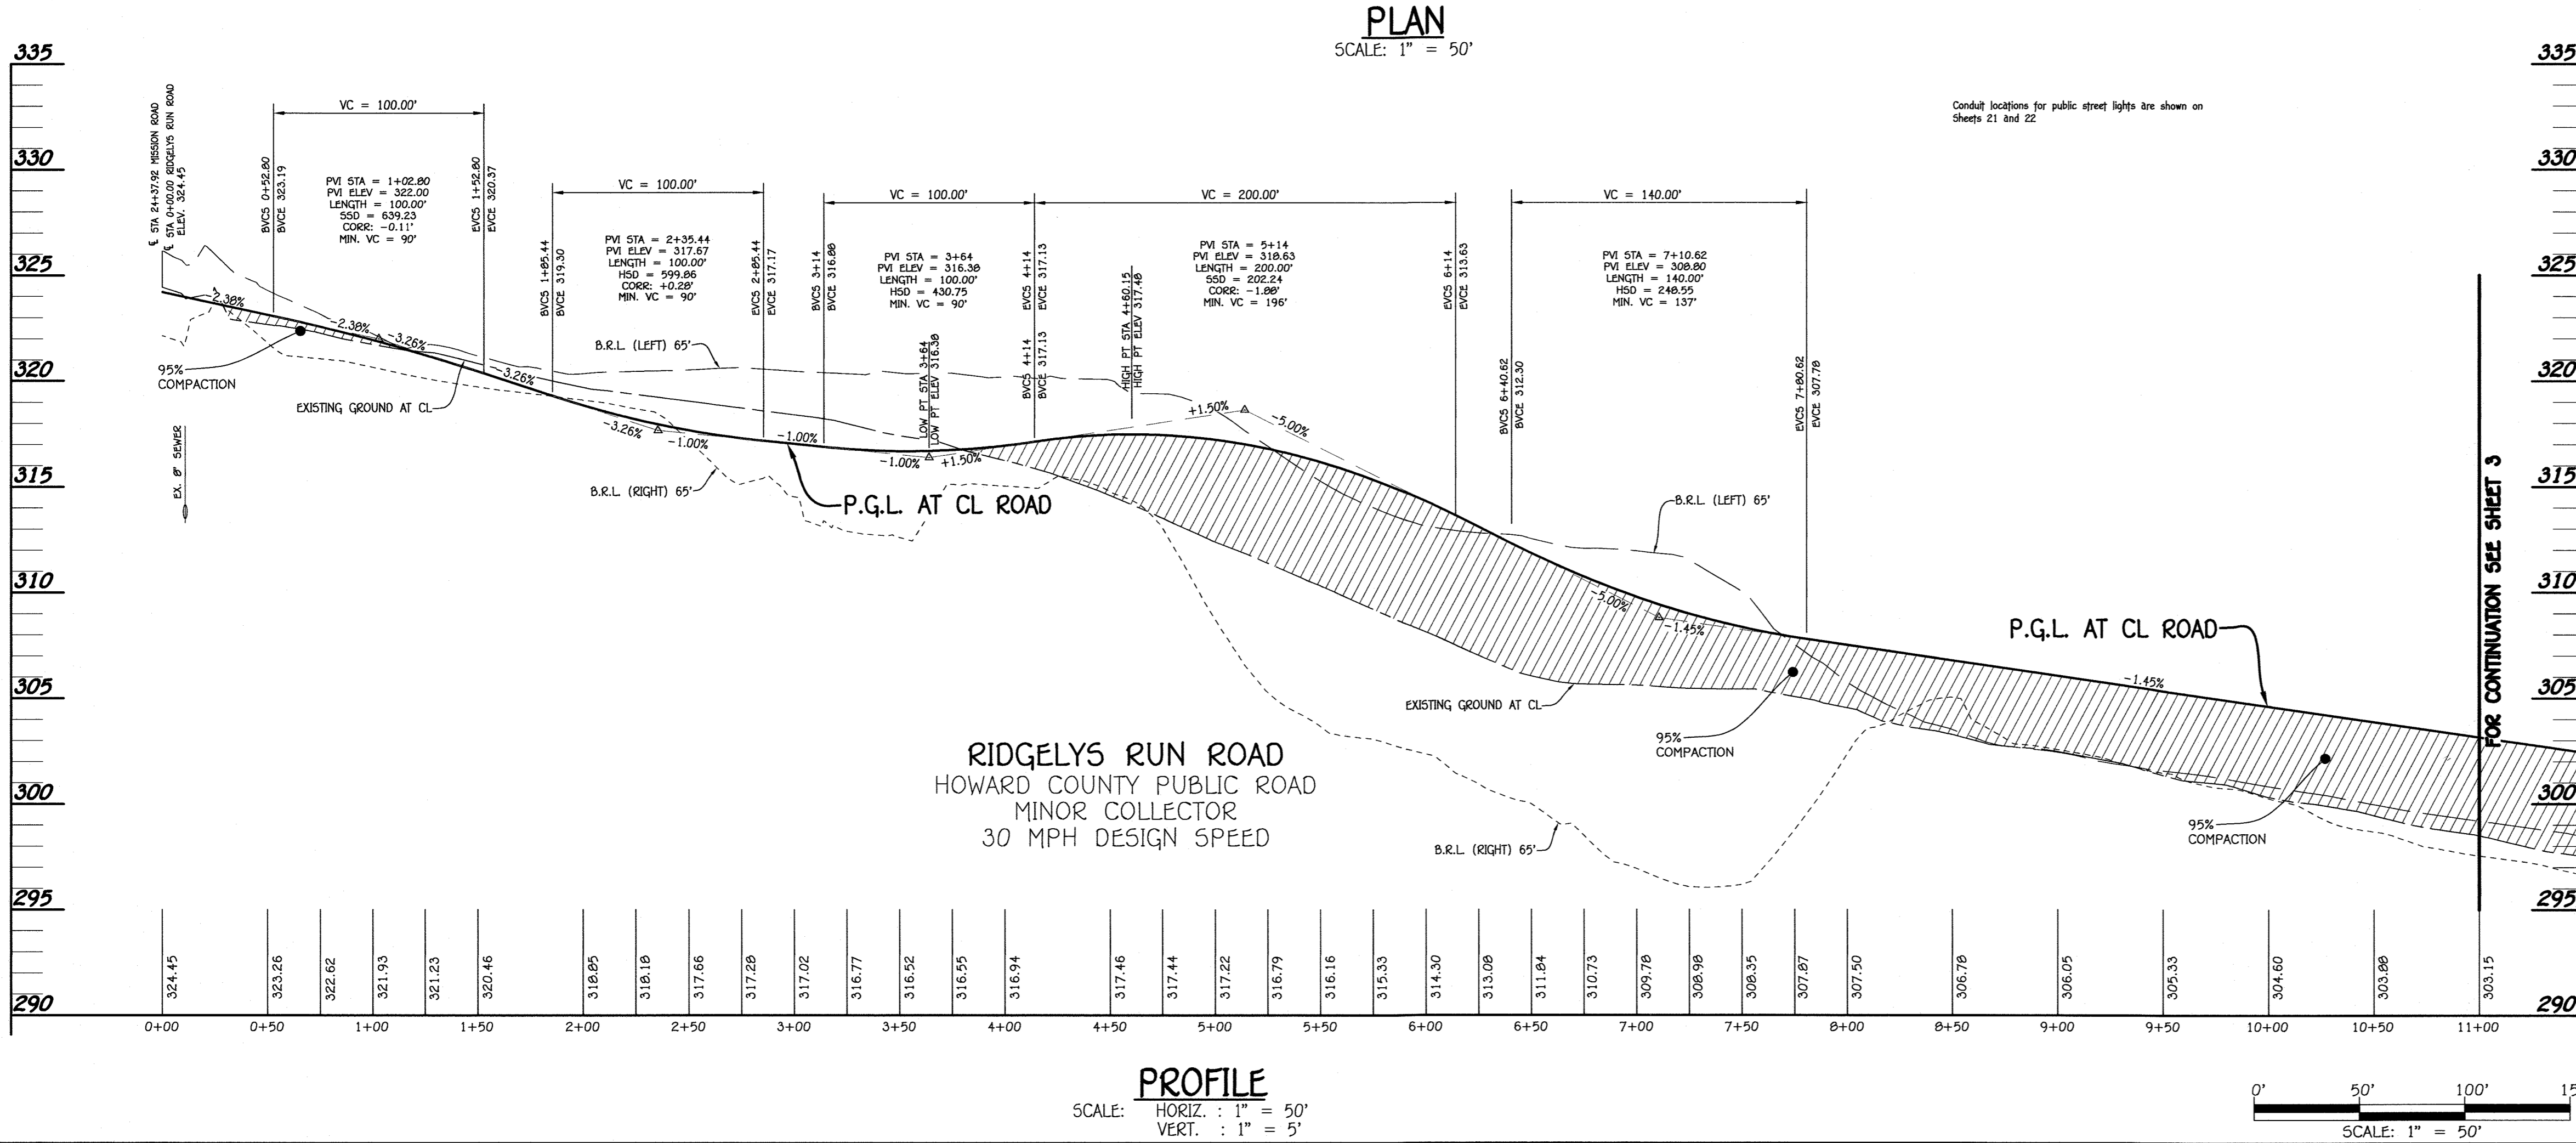 PLAN
SCALE: 1" = 50'
335
330
325
320
315
310
305
300
295
290
335
330
325
320
315
310
305
300
295
290
Conduit locations for public street lights are shown on
Sheets 21 and 22
℄ STA 24+37.92 MISSION ROAD
℄ STA 0+00.00 RIDGELYS RUN ROAD
ELEV. 324.45
VC = 100.00'
BVCS 0+52.80
BVCE 323.19
PVI STA = 1+02.80
PVI ELEV = 322.00
LENGTH = 100.00'
SSD = 639.23
CORR: -0.11'
MIN. VC = 90'
EVCS 1+52.80
EVCE 320.37
VC = 100.00'
BVCS 1+85.44
BVCE 319.30
PVI STA = 2+35.44
PVI ELEV = 317.67
LENGTH = 100.00'
HSD = 599.86
CORR: +0.28'
MIN. VC = 90'
EVCS 2+85.44
EVCE 317.17
VC = 100.00'
BVCS 3+14
BVCE 316.88
PVI STA = 3+64
PVI ELEV = 316.38
LENGTH = 100.00'
HSD = 430.75
MIN. VC = 90'
LOW PT STA 3+64
LOW PT ELEV 316.38
EVCS 4+14
EVCE 317.13
BVCS 4+14
BVCE 317.13
VC = 200.00'
HIGH PT STA 4+60.15
HIGH PT ELEV 317.48
PVI STA = 5+14
PVI ELEV = 318.63
LENGTH = 200.00'
SSD = 202.24
CORR: -1.88'
MIN. VC = 196'
EVCS 6+14
EVCE 313.63
VC = 140.00'
BVCS 6+40.62
BVCE 312.30
PVI STA = 7+10.62
PVI ELEV = 308.80
LENGTH = 140.00'
HSD = 248.55
MIN. VC = 137'
EVCS 7+80.62
EVCE 307.78
-2.38%
-2.38%
-3.26%
-3.26%
-3.26%
-1.00%
-1.00%
-1.00%
+1.50%
+1.50%
-5.00%
-5.00%
-1.45%
-1.45%
95%
COMPACTION
EXISTING GROUND AT CL
EX. 8" SEWER
B.R.L. (LEFT) 65'
B.R.L. (RIGHT) 65'
P.G.L. AT CL ROAD
B.R.L. (LEFT) 65'
EXISTING GROUND AT CL
95%
COMPACTION
B.R.L. (RIGHT) 65'
P.G.L. AT CL ROAD
95%
COMPACTION
FOR CONTINUATION SEE SHEET 3
RIDGELYS RUN ROAD
HOWARD COUNTY PUBLIC ROAD
MINOR COLLECTOR
30 MPH DESIGN SPEED
324.45
323.26
322.62
321.93
321.23
320.46
318.85
318.18
317.66
317.28
317.02
316.77
316.52
316.55
316.94
317.46
317.44
317.22
316.79
316.16
315.33
314.30
313.08
311.84
310.73
309.78
308.98
308.35
307.87
307.50
306.78
306.05
305.33
304.60
303.88
303.15
0+00 0+50 1+00 1+50 2+00 2+50 3+00 3+50 4+00 4+50 5+00 5+50 6+00 6+50 7+00 7+50 8+00 8+50 9+00 9+50 10+00 10+50 11+00
PROFILE
SCALE: HORIZ. : 1" = 50'
VERT. : 1" = 5'
0' 50' 100' 15
SCALE: 1" = 50'